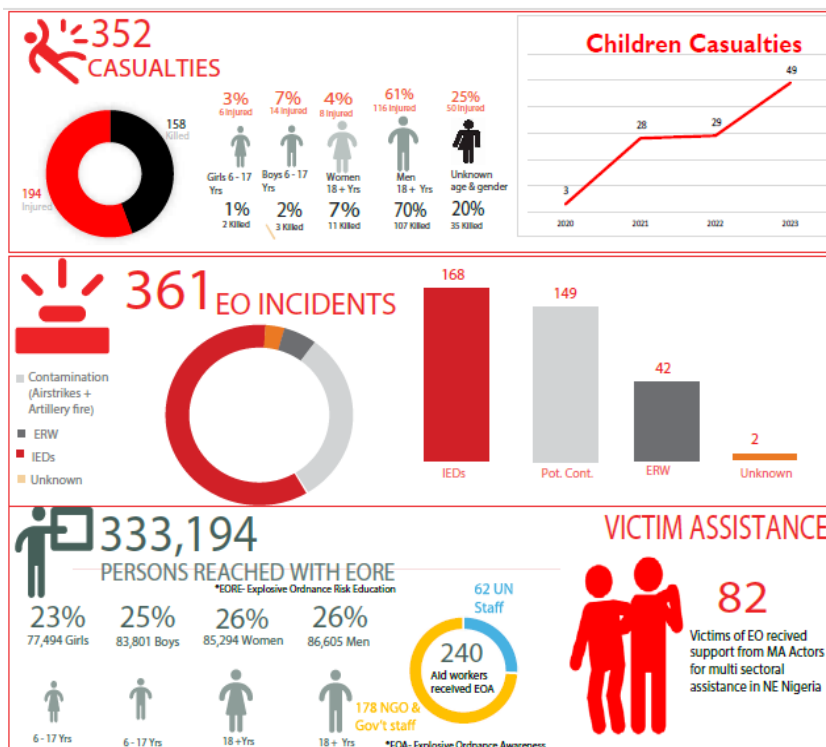 352
CASUALTIES
158
Killed
194
Injured
3%
6 Injured
7%
14 Injured
4%
8 Injured
61%
116 Injured
25%
50 Injured
Girls 6 - 17
Yrs
Boys 6 - 17
Yrs
Women
18 + Yrs
Men
18 + Yrs
Unknown
age & gender
1%
2 Killed
2%
3 Killed
7%
11 Killed
70%
107 Killed
20%
35 Killed
Children Casualties
3
28
29
49
2020
2021
2022
2023
361 EO INCIDENTS
Contamination
(Airstrikes +
Artillery fire)
ERW
IEDs
Unknown
168
149
42
2
IEDs
Pot. Cont.
ERW
Unknown
333,194
PERSONS REACHED WITH EORE
*EORE- Explosive Ordnance Risk Education
23%
77,494 Girls
25%
83,801 Boys
26%
85,294 Women
26%
86,605 Men
6 - 17 Yrs
6 - 17 Yrs
18 +Yrs
18 + Yrs
62 UN
Staff
240
Aid workers
received EOA
178 NGO &
Gov't staff
*EOA- Explosive Ordnance Awareness
VICTIM ASSISTANCE
82
Victims of EO recived
support from MA Actors
for multi sectoral
assistance in NE Nigeria